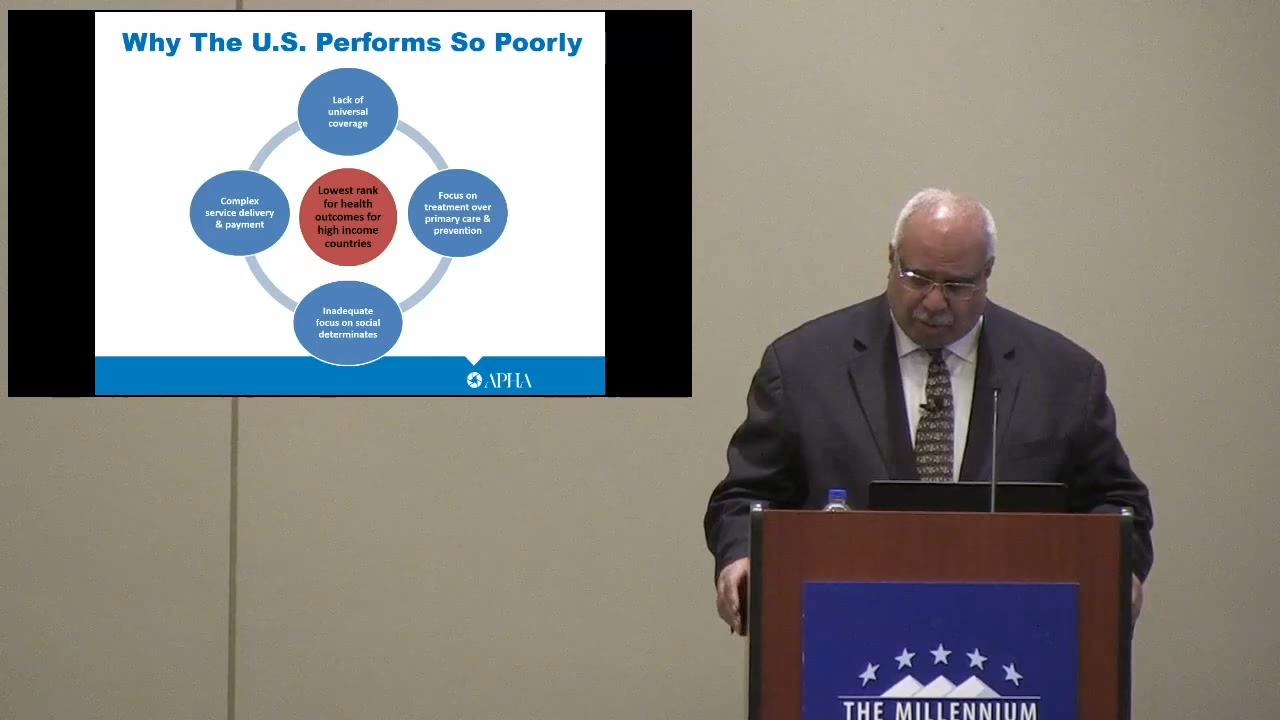 Why The U.S. Performs So Poorly
Lack of
universal
coverage
Complex
service delivery
& payment
Lowest rank
for health
outcomes for
high income
countries
Focus on
treatment over
primary care &
prevention
Inadequate
focus on social
determinates
APHA
THE MILLENNIUM